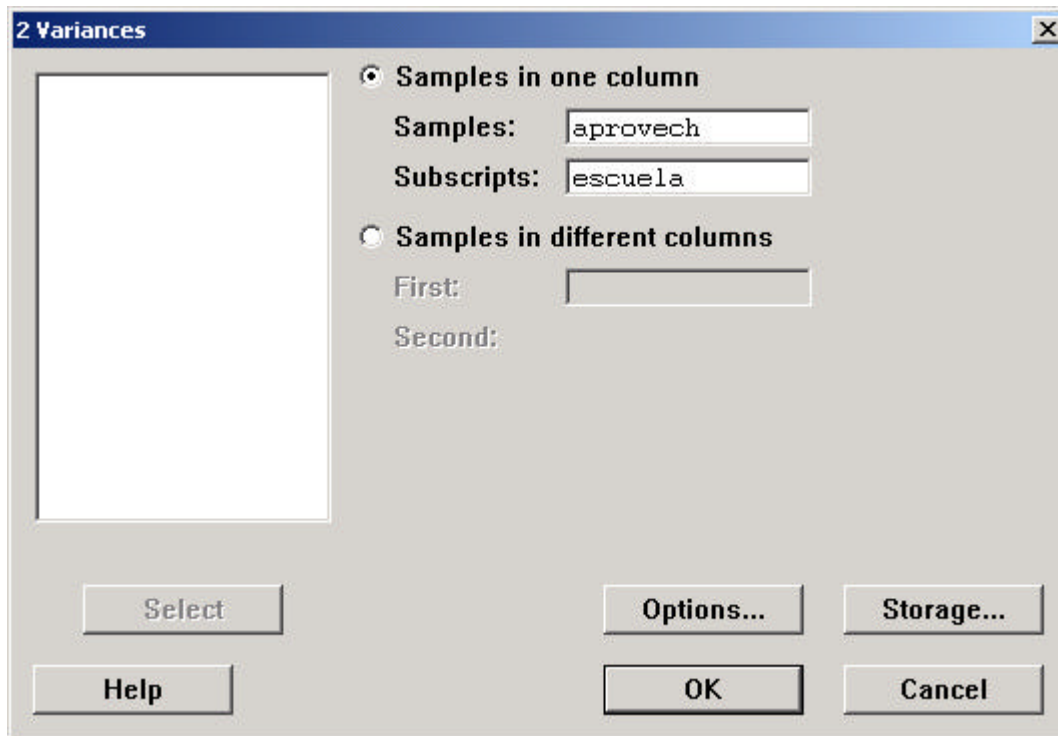 2 Variances
Samples in one column
Samples: aprovech
Subscripts: escuela
Samples in different columns
First:
Second:
Select
Options...
Storage...
Help
OK
Cancel